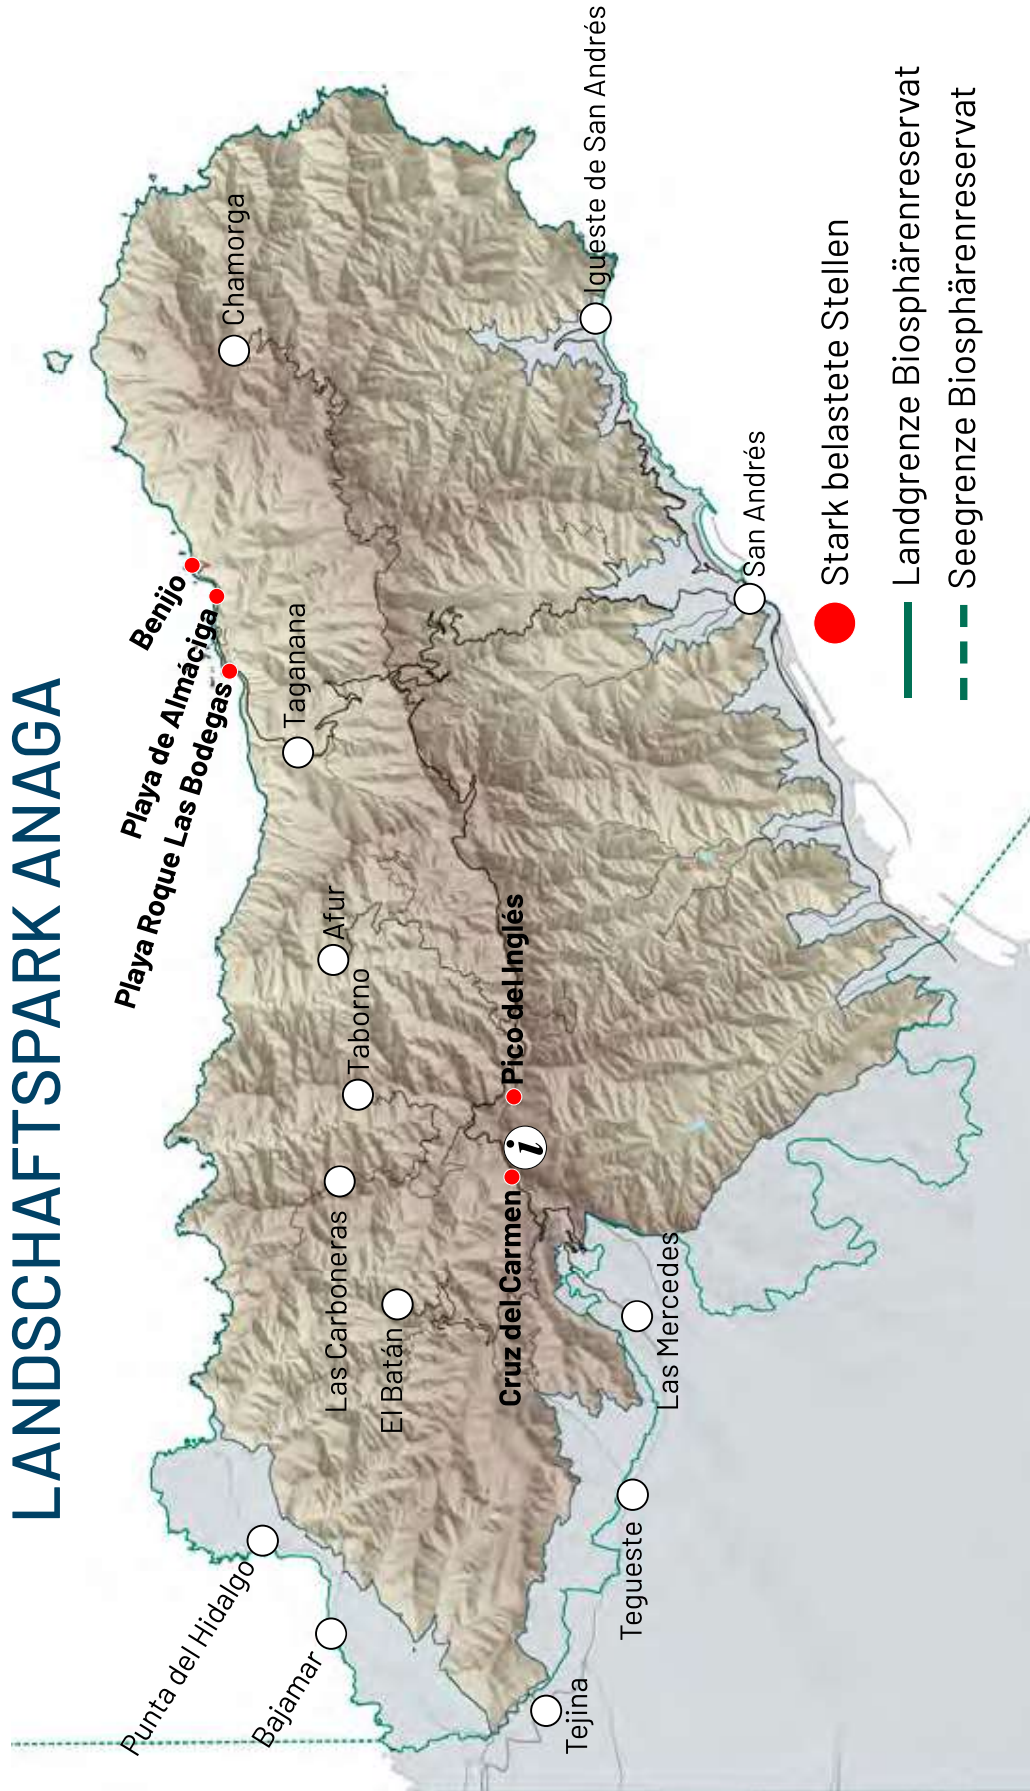 LANDSCHAFTSPARK ANAGA
Benijo
Playa de Almáciga
Playa Roque Las Bodegas
Chamorga
Taganana
Afur
Taborno
Las Carboneras
El Batán
Punta del Hidalgo
Bajamar
Tejina
Tegueste
Las Mercedes
Cruz del Carmen
i
Pico del Inglés
San Andrés
Igueste de San Andrés
Stark belastete Stellen
Landgrenze Biosphärenreservat
Seegrenze Biosphärenreservat